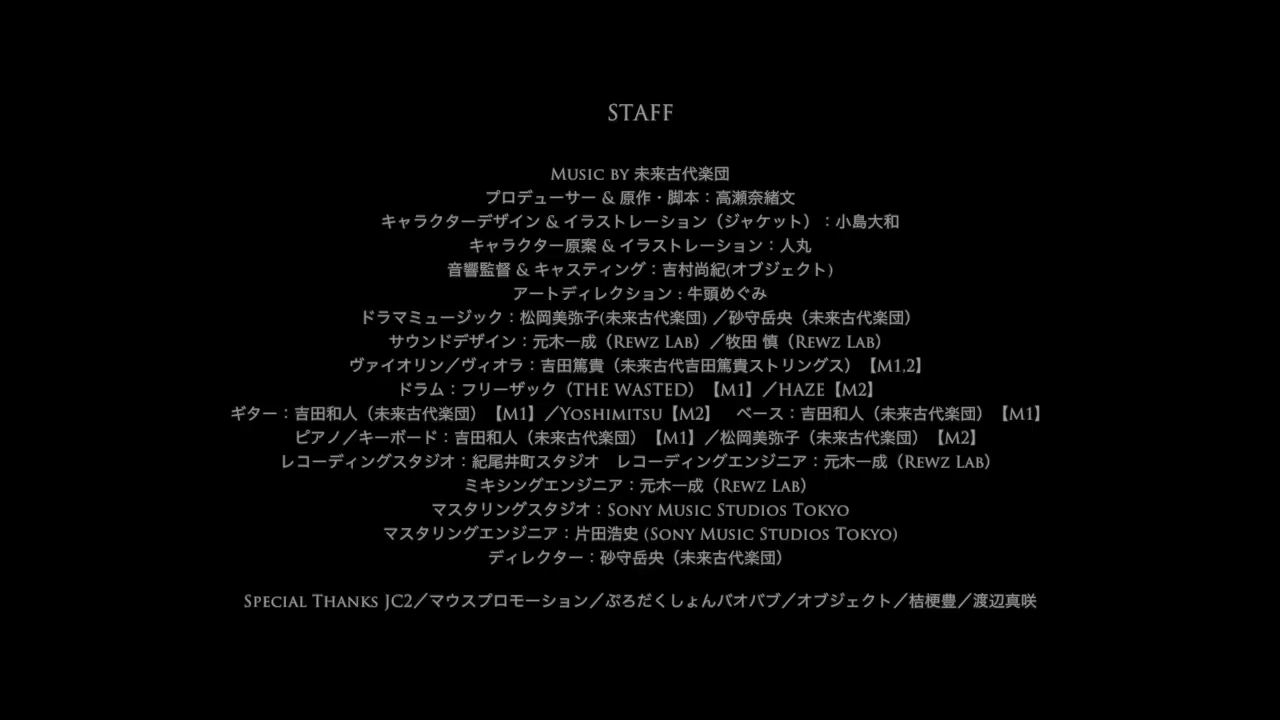 STAFF
Music by 未来古代楽団
プロデューサー & 原作・脚本：高瀬奈緒文
キャラクターデザイン & イラストレーション（ジャケット）：小島大和
キャラクター原案 & イラストレーション：人丸
音響監督 & キャスティング：吉村尚紀(オブジェクト)
アートディレクション : 牛頭めぐみ
ドラマミュージック：松岡美弥子(未来古代楽団) ／砂守岳央（未来古代楽団）
サウンドデザイン：元木一成（Rewz Lab）／牧田 慎（Rewz Lab）
ヴァイオリン／ヴィオラ：吉田篤貴（未来古代吉田篤貴ストリングス）【M1,2】
ドラム：フリーザック（THE WASTED）【M1】／HAZE【M2】
ギター：吉田和人（未来古代楽団）【M1】／Yoshimitsu【M2】　ベース：吉田和人（未来古代楽団）【M1】
ピアノ／キーボード：吉田和人（未来古代楽団）【M1】／松岡美弥子（未来古代楽団）【M2】
レコーディングスタジオ：紀尾井町スタジオ　レコーディングエンジニア：元木一成（Rewz Lab）
ミキシングエンジニア：元木一成（Rewz Lab）
マスタリングスタジオ：Sony Music Studios Tokyo
マスタリングエンジニア：片田浩史 (Sony Music Studios Tokyo)
ディレクター：砂守岳央（未来古代楽団）
Special Thanks JC2／マウスプロモーション／ぷろだくしょんバオバブ／オブジェクト／桔梗豊／渡辺真咲